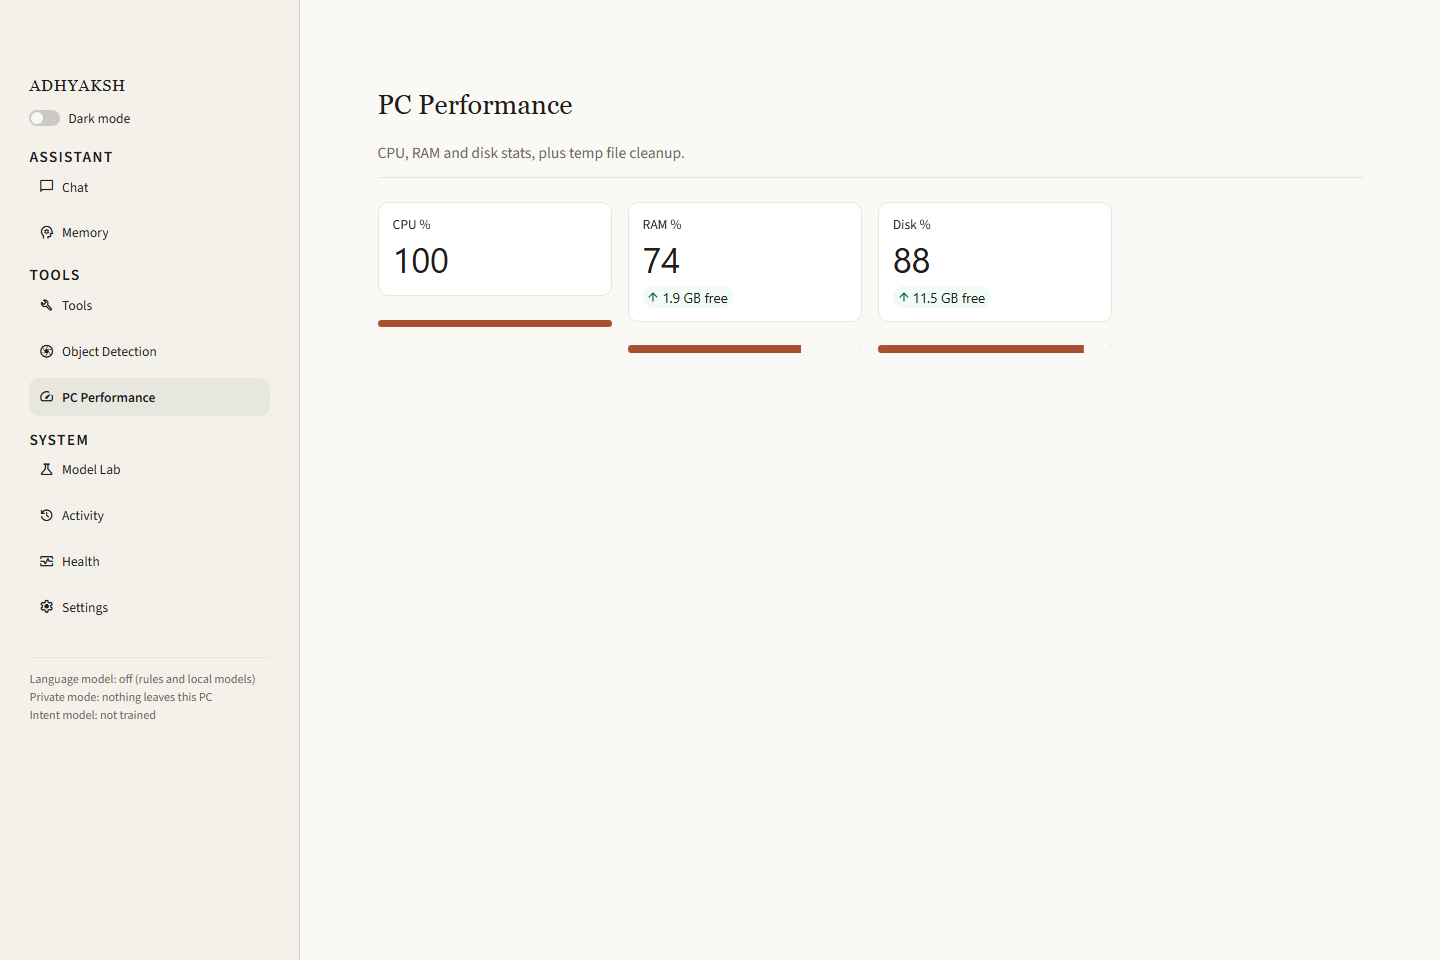 ADHYAKSH
Dark mode
ASSISTANT
Chat
Memory
TOOLS
Tools
Object Detection
PC Performance
SYSTEM
Model Lab
Activity
Health
Settings
Language model: off (rules and local models)
Private mode: nothing leaves this PC
Intent model: not trained
PC Performance
CPU, RAM and disk stats, plus temp file cleanup.
CPU %
100
RAM %
74
↑ 1.9 GB free
Disk %
88
↑ 11.5 GB free